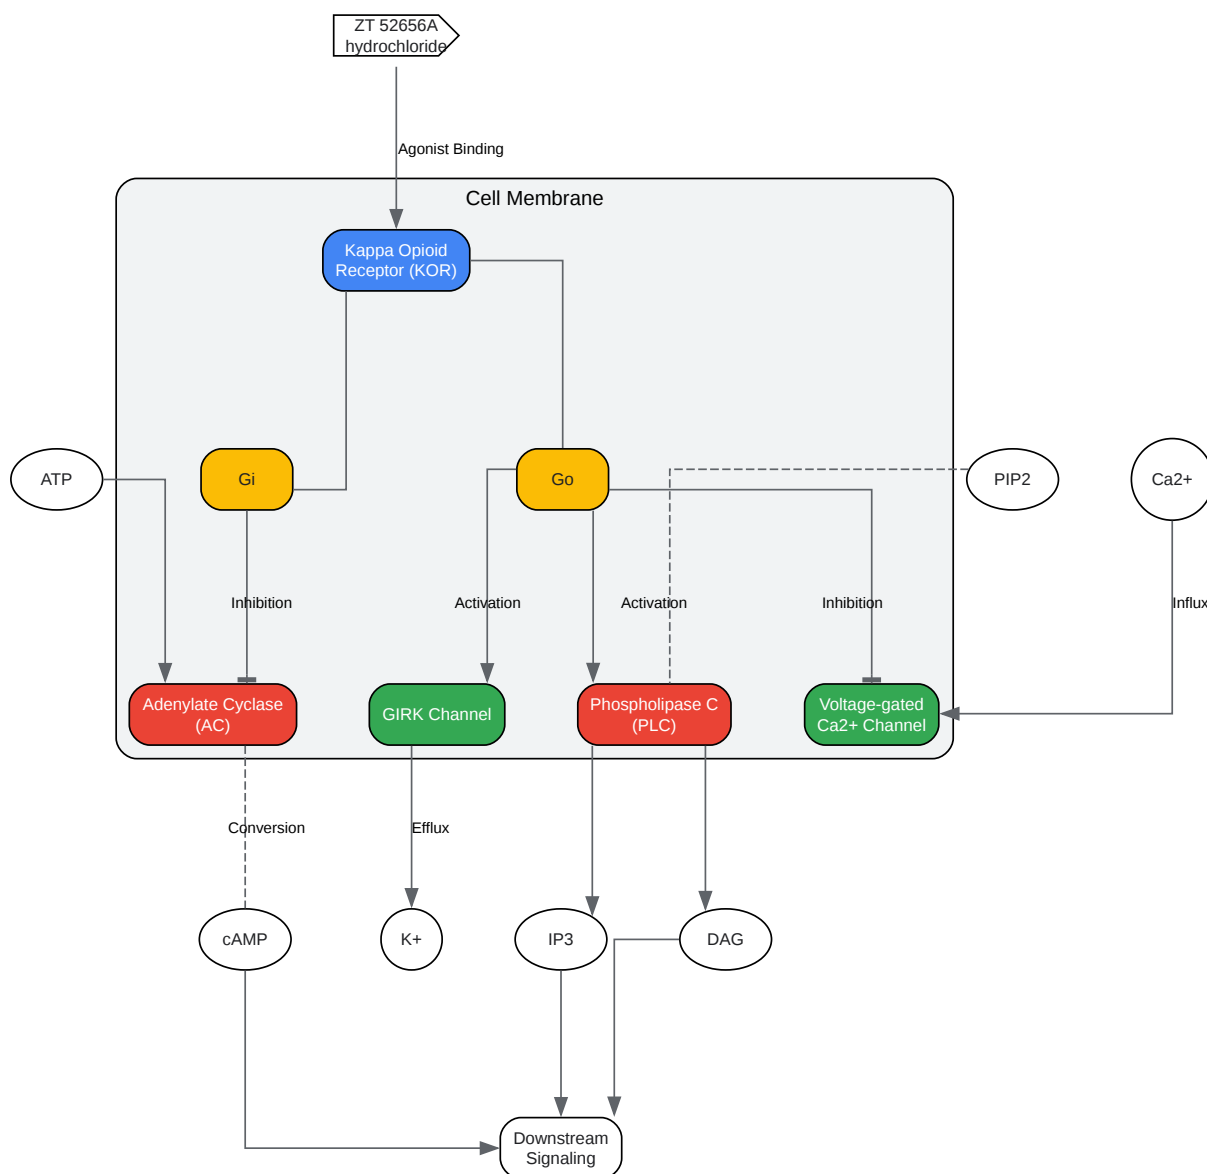 ZT 52656A
hydrochloride
Agonist Binding
Cell Membrane
Kappa Opioid
Receptor (KOR)
ATP
Gi
Go
PIP2
Ca2+
Inhibition
Activation
Activation
Inhibition
Influx
Adenylate Cyclase
(AC)
GIRK Channel
Phospholipase C
(PLC)
Voltage-gated
Ca2+ Channel
Conversion
Efflux
cAMP
K+
IP3
DAG
Downstream
Signaling